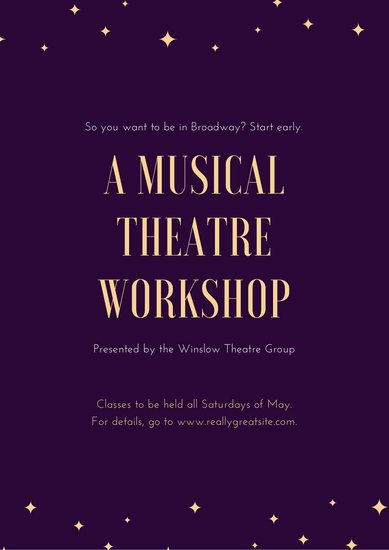 So you want to be in Broadway? Start early.
A MUSICAL
THEATRE
WORKSHOP
Presented by the Winslow Theatre Group
Classes to be held all Saturdays of May.
For details, go to www.reallygreatsite.com.